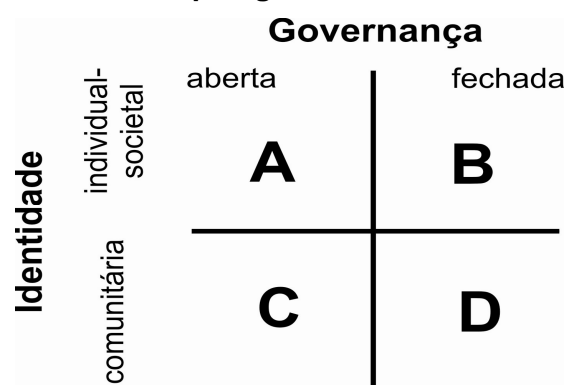 Governança
aberta fechada
Identidade
individual-
societal
A B
comunitária
C D